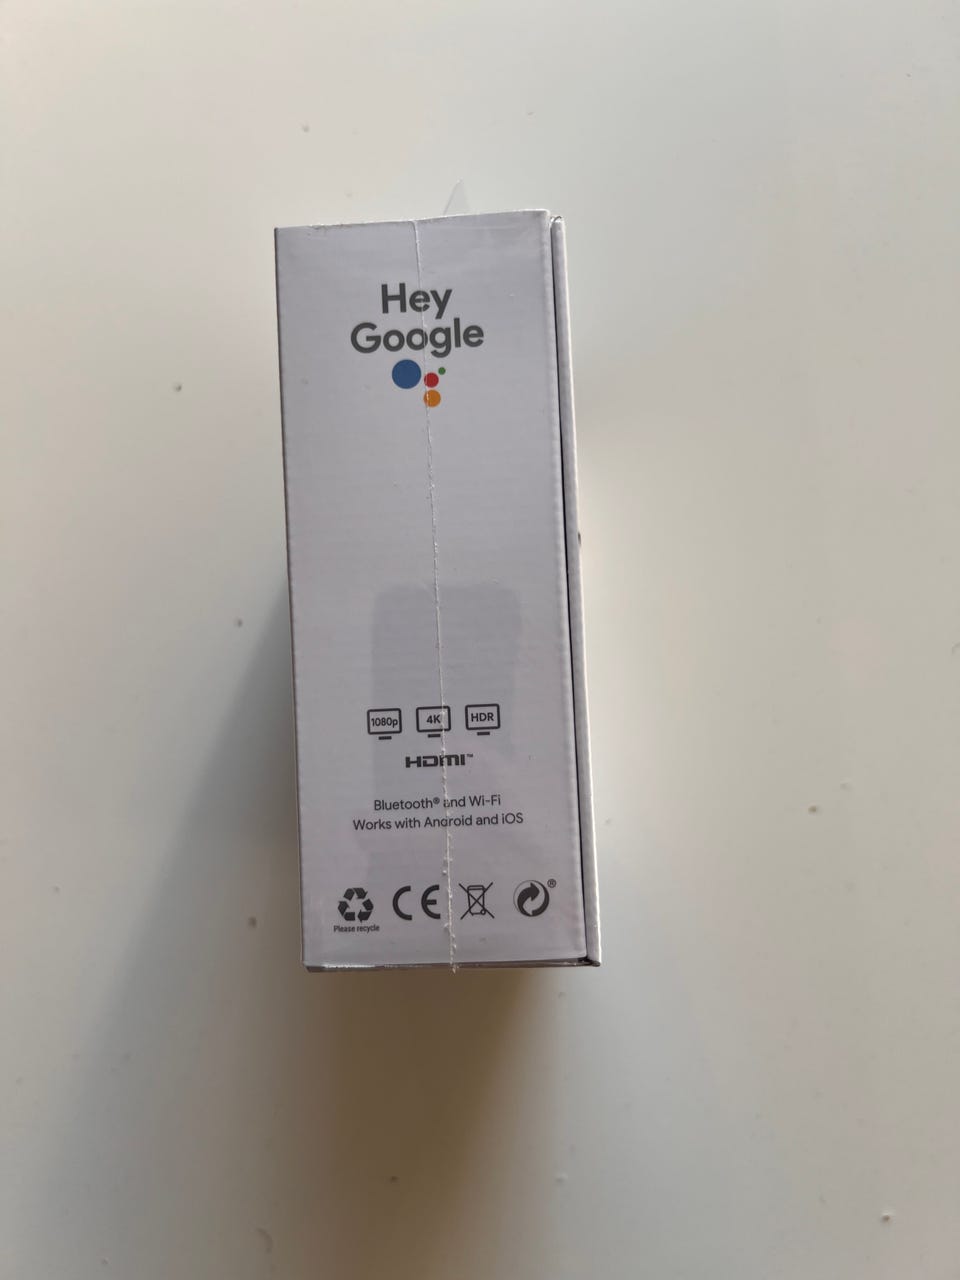 Hey
Google
1080p 4K HDR
HDMI™
Bluetooth® and Wi-Fi
Works with Android and iOS
CE ®
Please recycle